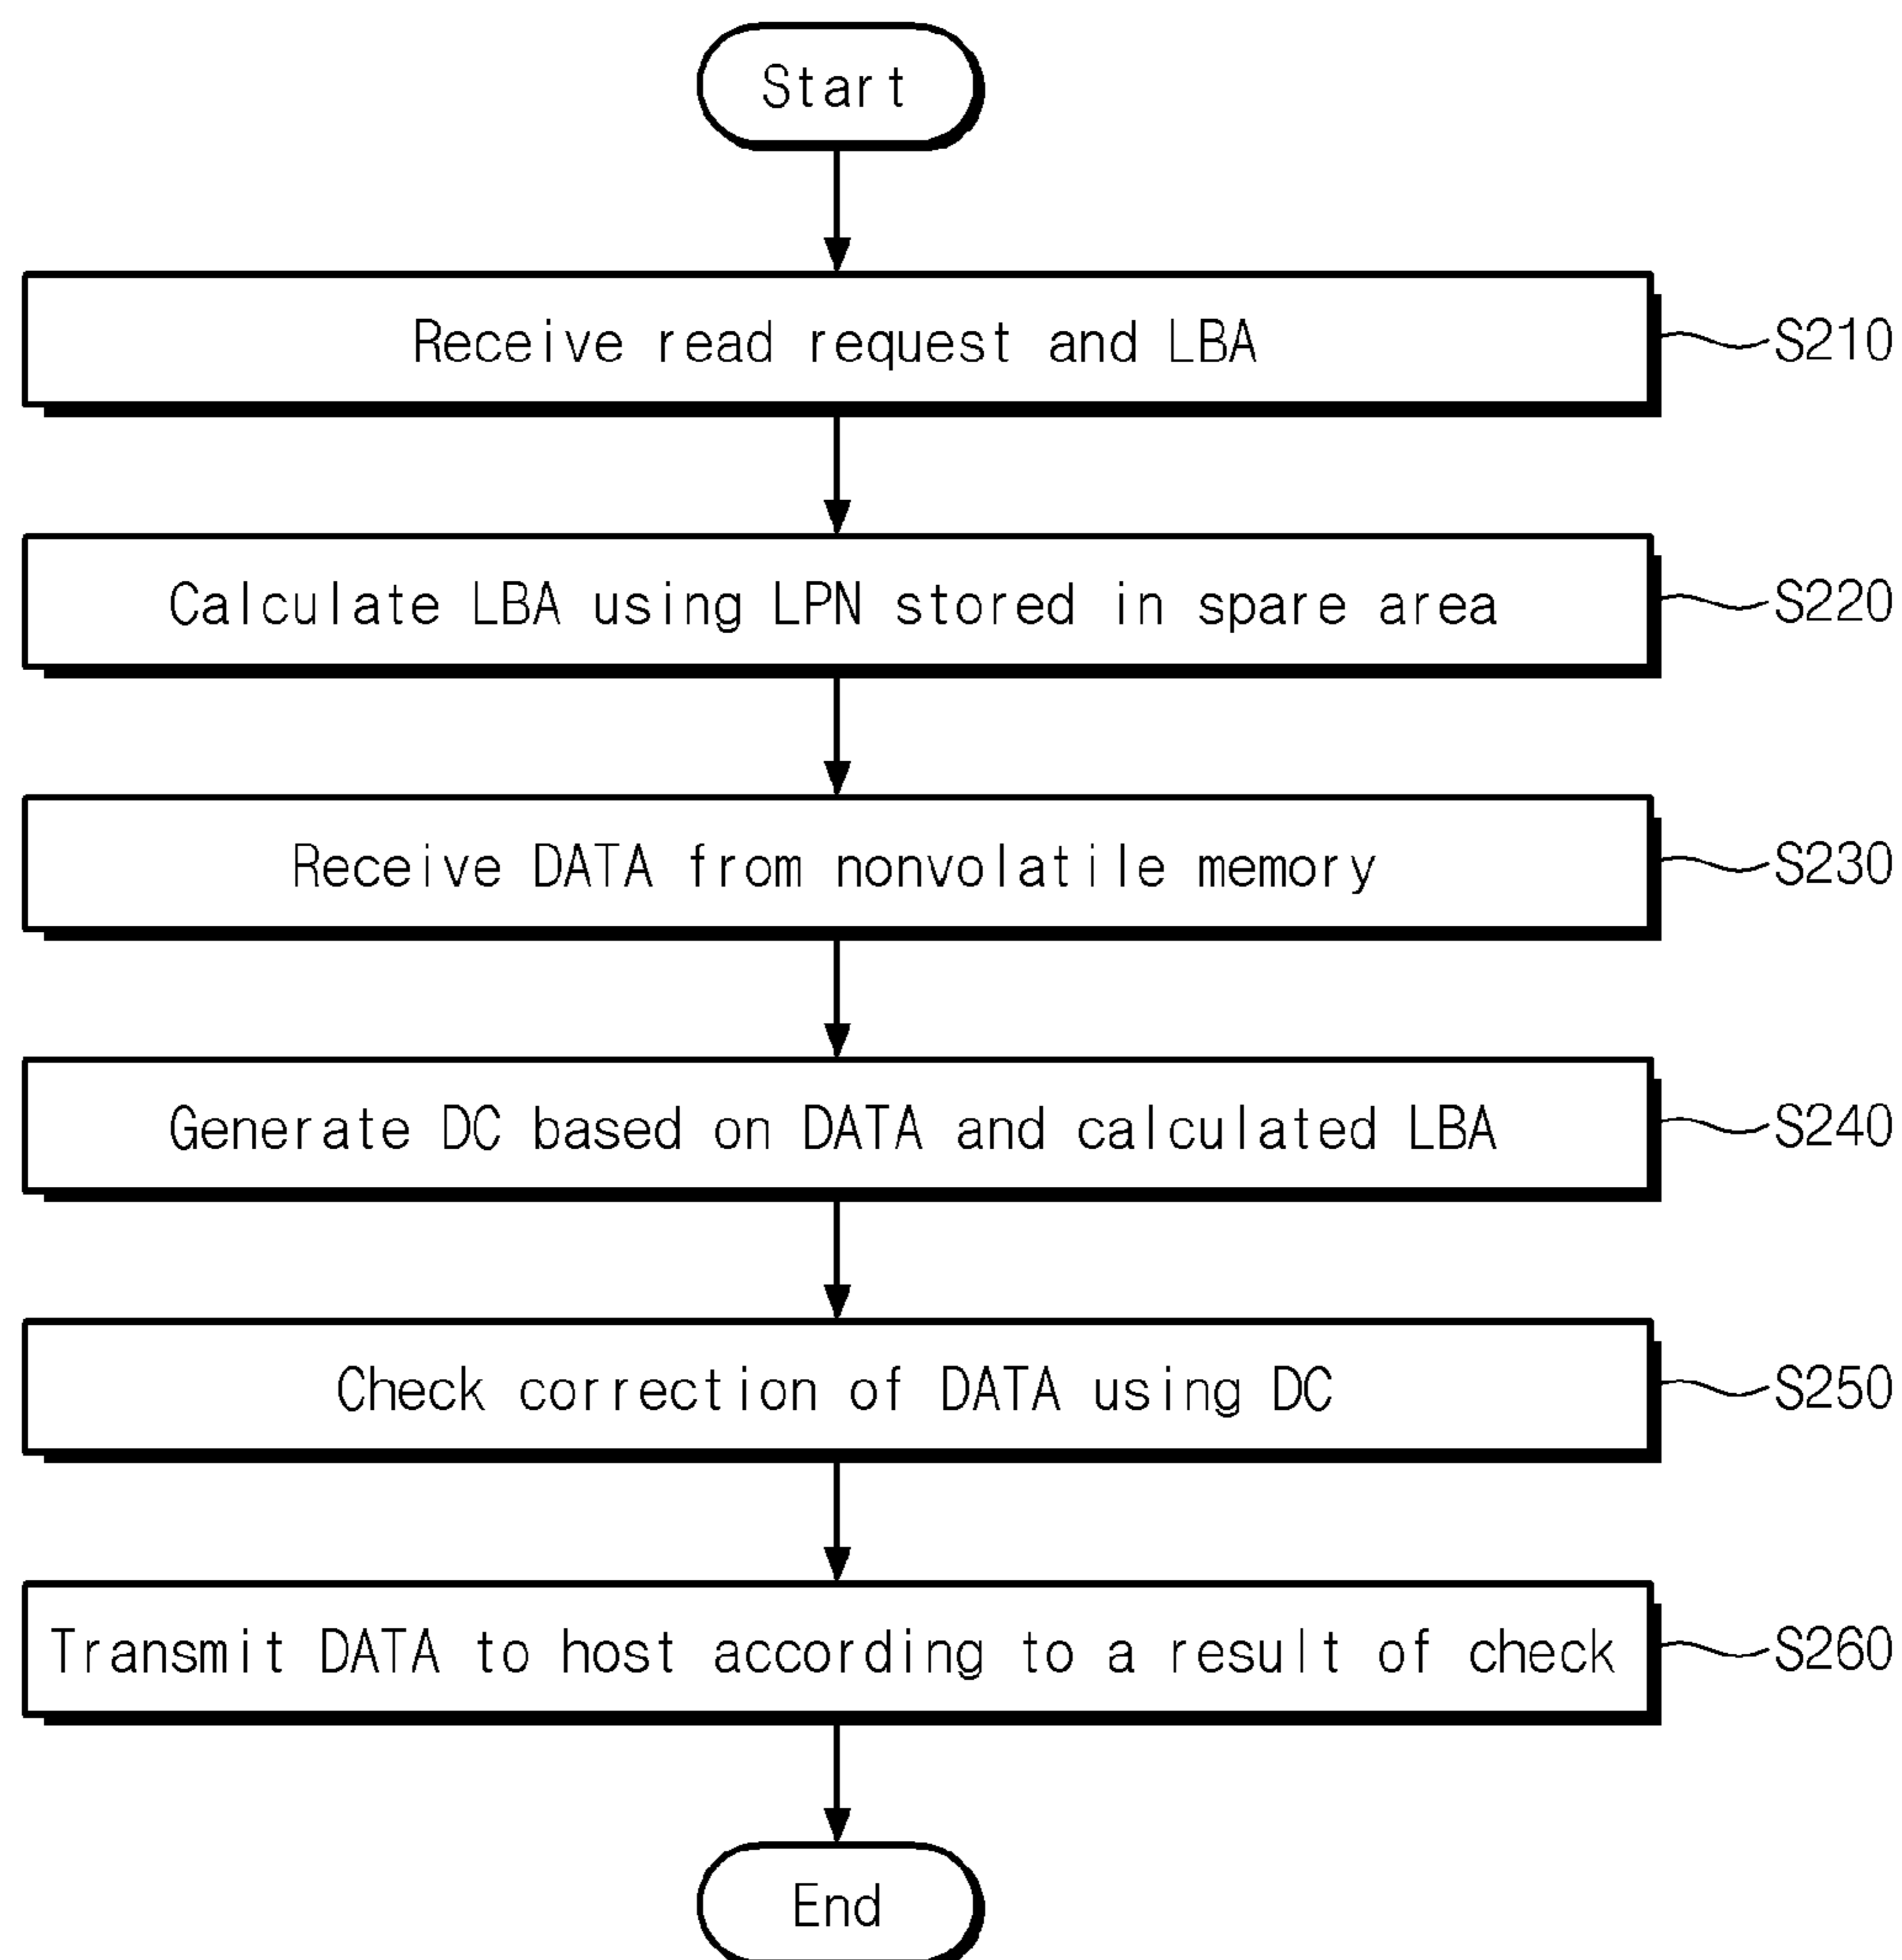 Start
Receive read request and LBA
S210
Calculate LBA using LPN stored in spare area
S220
Receive DATA from nonvolatile memory
S230
Generate DC based on DATA and calculated LBA
S240
Check correction of DATA using DC
S250
Transmit DATA to host according to a result of check
S260
End